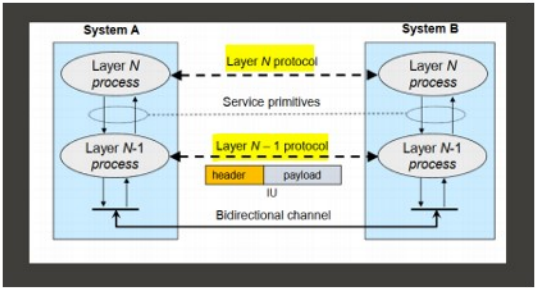 System A
System B
Layer N
process
Layer N protocol
Layer N
process
Service primitives
Layer N-1
process
Layer N – 1 protocol
Layer N-1
process
header
payload
IU
Bidirectional channel